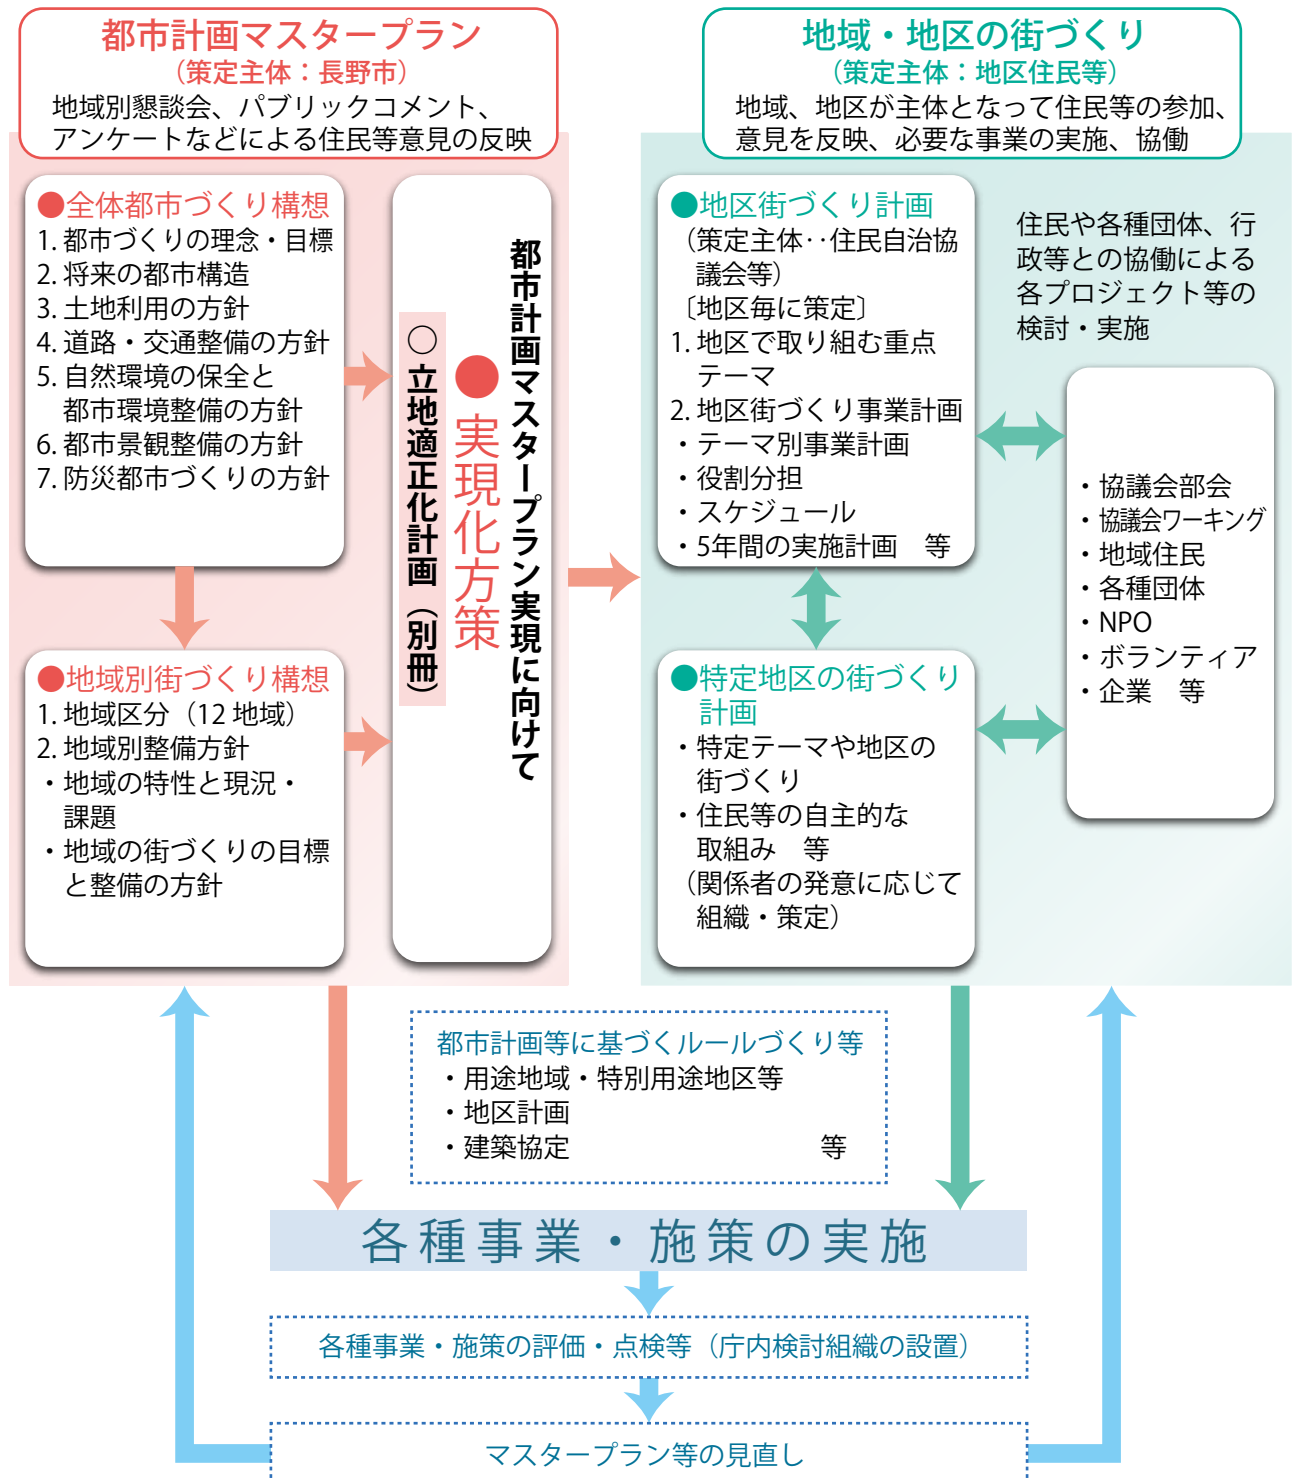 都市計画マスタープラン
（策定主体：長野市）
地域別懇談会、パブリックコメント、
アンケートなどによる住民等意見の反映
●全体都市づくり構想
1. 都市づくりの理念・目標
2. 将来の都市構造
3. 土地利用の方針
4. 道路・交通整備の方針
5. 自然環境の保全と
都市環境整備の方針
6. 都市景観整備の方針
7. 防災都市づくりの方針
●地域別街づくり構想
1. 地域区分（12 地域）
2. 地域別整備方針
・地域の特性と現況・
課題
・地域の街づくりの目標
と整備の方針
都市計画マスタープラン実現に向けて
●実現化方策
○立地適正化計画（別冊）
地域・地区の街づくり
（策定主体：地区住民等）
地域、地区が主体となって住民等の参加、
意見を反映、必要な事業の実施、協働
●地区街づくり計画
（策定主体‥住民自治協
議会等）
〔地区毎に策定〕
1. 地区で取り組む重点
テーマ
2. 地区街づくり事業計画
・テーマ別事業計画
・役割分担
・スケジュール
・5年間の実施計画　等
●特定地区の街づくり
計画
・特定テーマや地区の
街づくり
・住民等の自主的な
取組み　等
（関係者の発意に応じて
組織・策定）
住民や各種団体、行
政等との協働による
各プロジェクト等の
検討・実施
・協議会部会
・協議会ワーキング
・地域住民
・各種団体
・NPO
・ボランティア
・企業　等
都市計画等に基づくルールづくり等
・用途地域・特別用途地区等
・地区計画
・建築協定　等
各種事業・施策の実施
各種事業・施策の評価・点検等（庁内検討組織の設置）
マスタープラン等の見直し